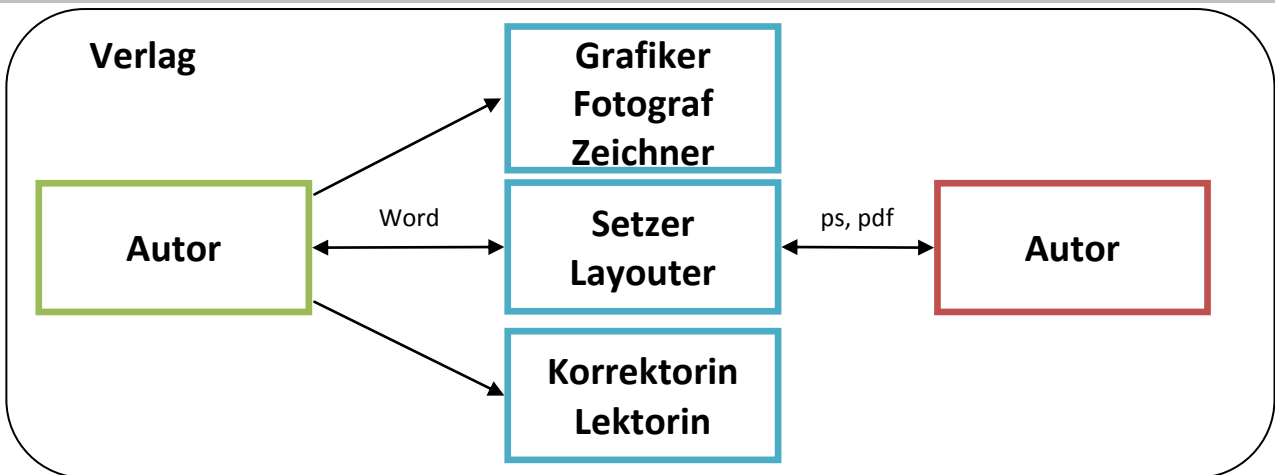 Verlag
Grafiker
Fotograf
Zeichner
Autor
Word
Setzer
Layouter
ps, pdf
Autor
Korrektorin
Lektorin